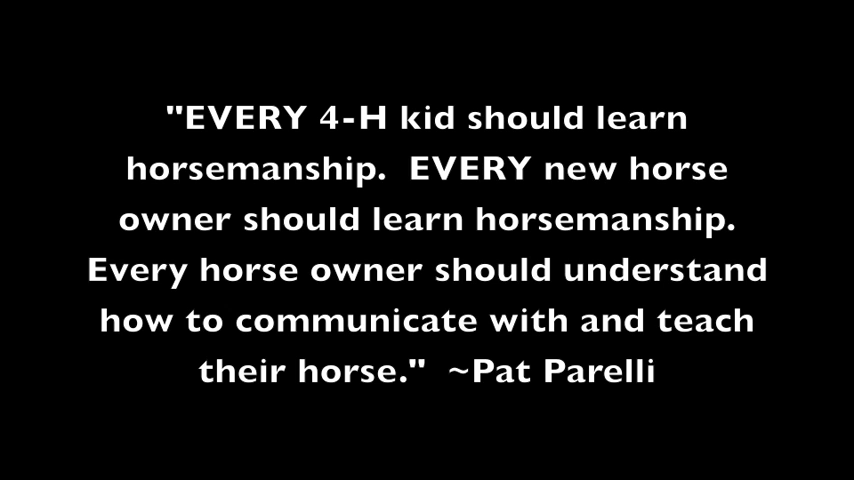 "EVERY 4-H kid should learn
horsemanship.  EVERY new horse
owner should learn horsemanship.
Every horse owner should understand
how to communicate with and teach
their horse."  ~Pat Parelli